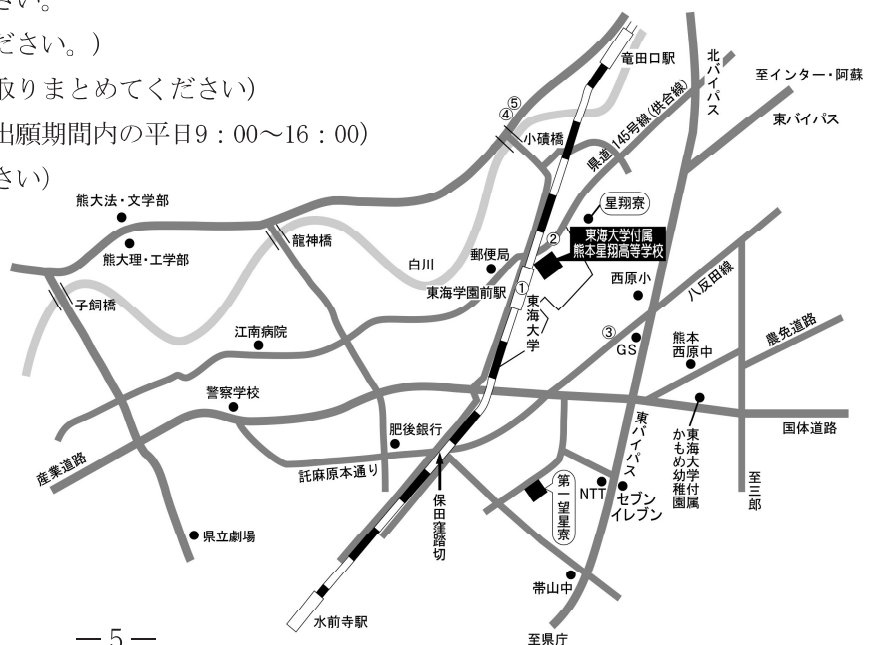 さい。
ださい。）
取りまとめてください）
出願期間内の平日9：00～16：00）
さい）
竜田口駅
北バイパス
至インター・阿蘇
東バイパス
県道145号線(供合線)
⑤
④
小磧橋
熊大法・文学部
熊大理・工学部
龍神橋
子飼橋
白川
郵便局
東海学園前駅
①
②
星翔寮
東海大学付属
熊本星翔高等学校
東海大学
西原小
八反田線
③
GS
熊本
西原中
農免道路
江南病院
警察学校
肥後銀行
産業道路
託麻原本通り
東バイパス
国体道路
東海大学付属
かもめ幼稚園
至三郎
保田窪踏切
第一望星寮
NTT
セブン
イレブン
県立劇場
帯山中
水前寺駅
至県庁
― 5 ―